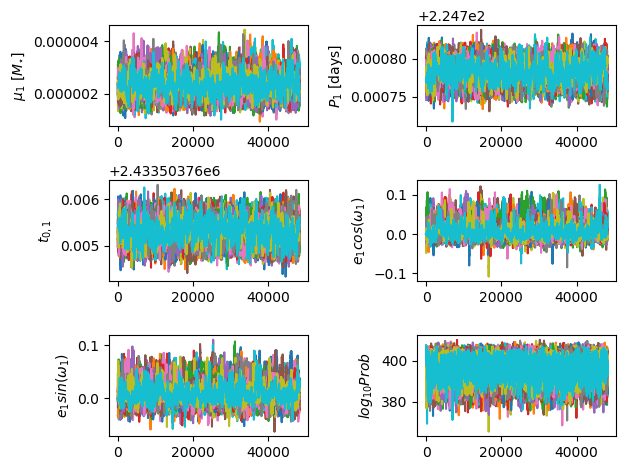 μ₁ [M⋆]
0.000004
0.000002
0 20000 40000
+2.247e2
P₁ [days]
0.00080
0.00075
0 20000 40000
+2.43350376e6
t₀,₁
0.006
0.005
0 20000 40000
e₁cos(ω₁)
0.1
0.0
−0.1
0 20000 40000
e₁sin(ω₁)
0.1
0.0
0 20000 40000
log₁₀Prob
400
380
0 20000 40000